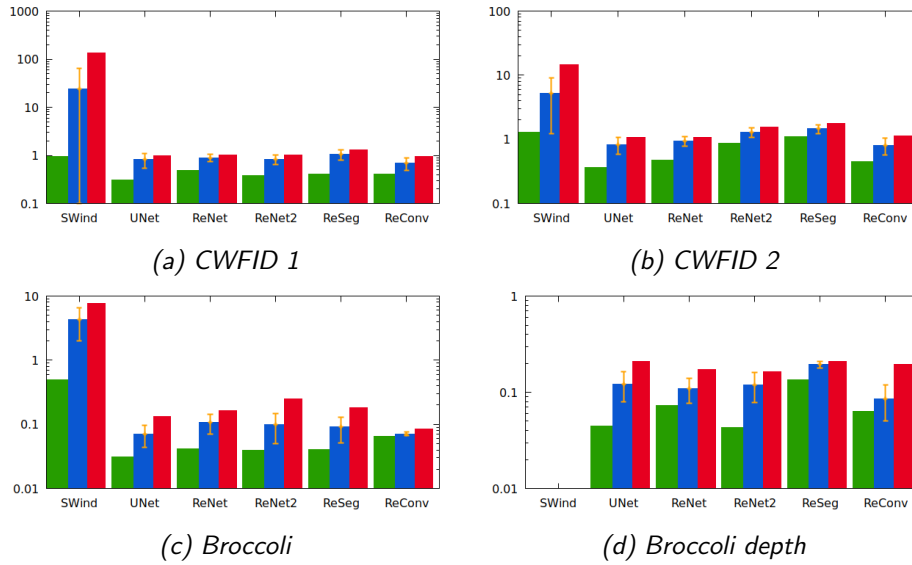 1000
100
10
1
0.1
SWind UNet ReNet ReNet2 ReSeg ReConv
(a) CWFID 1
100
10
1
0.1
SWind UNet ReNet ReNet2 ReSeg ReConv
(b) CWFID 2
10
1
0.1
0.01
SWind UNet ReNet ReNet2 ReSeg ReConv
(c) Broccoli
1
0.1
0.01
SWind UNet ReNet ReNet2 ReSeg ReConv
(d) Broccoli depth